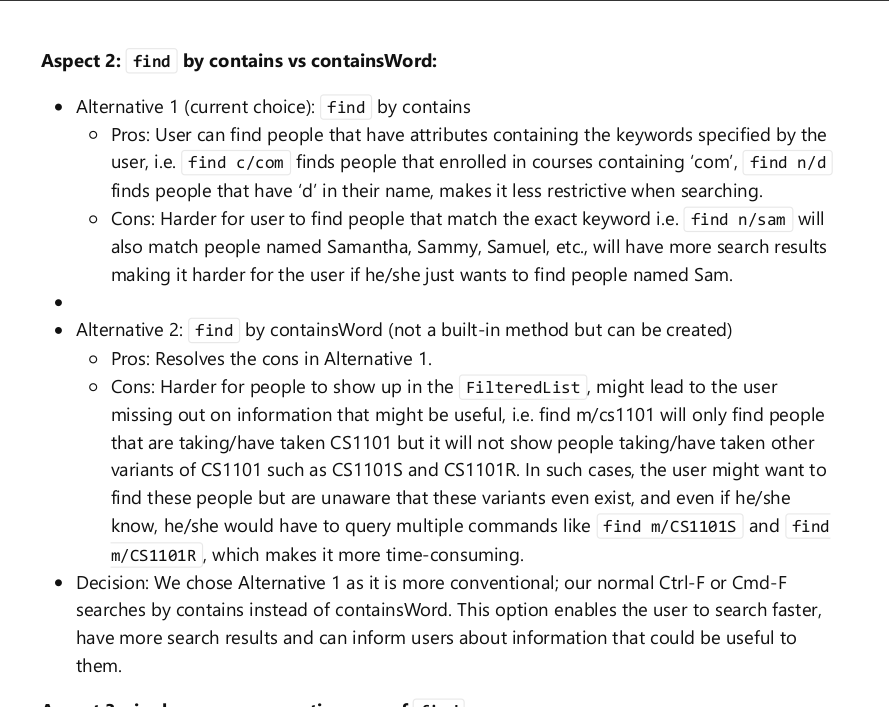 Aspect 2: find by contains vs containsWord:
• Alternative 1 (current choice): find by contains
○ Pros: User can find people that have attributes containing the keywords specified by the
user, i.e. find c/com finds people that enrolled in courses containing ‘com’, find n/d
finds people that have ‘d’ in their name, makes it less restrictive when searching.
○ Cons: Harder for user to find people that match the exact keyword i.e. find n/sam will
also match people named Samantha, Sammy, Samuel, etc., will have more search results
making it harder for the user if he/she just wants to find people named Sam.
•
• Alternative 2: find by containsWord (not a built-in method but can be created)
○ Pros: Resolves the cons in Alternative 1.
○ Cons: Harder for people to show up in the FilteredList, might lead to the user
missing out on information that might be useful, i.e. find m/cs1101 will only find people
that are taking/have taken CS1101 but it will not show people taking/have taken other
variants of CS1101 such as CS1101S and CS1101R. In such cases, the user might want to
find these people but are unaware that these variants even exist, and even if he/she
know, he/she would have to query multiple commands like find m/CS1101S and find
m/CS1101R, which makes it more time-consuming.
• Decision: We chose Alternative 1 as it is more conventional; our normal Ctrl-F or Cmd-F
searches by contains instead of containsWord. This option enables the user to search faster,
have more search results and can inform users about information that could be useful to
them.